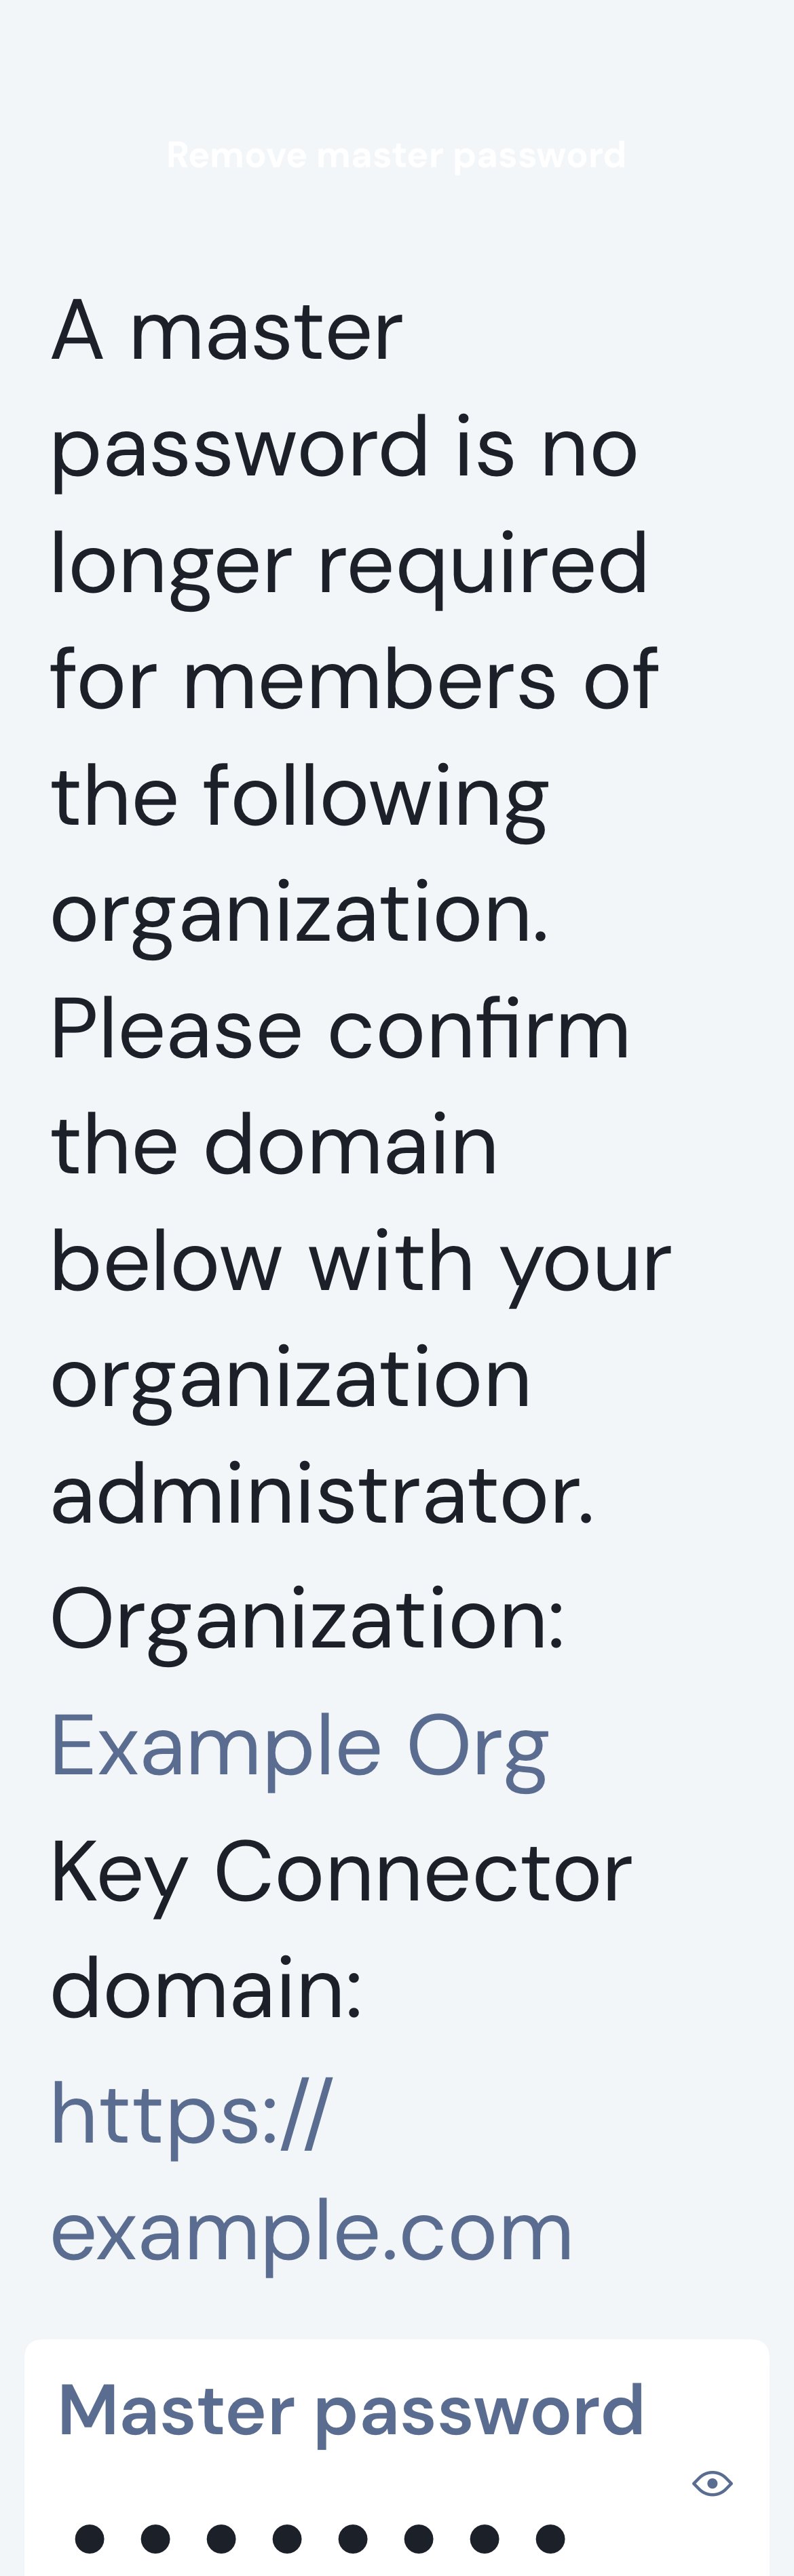 Remove master password
A master
password is no
longer required
for members of
the following
organization.
Please confirm
the domain
below with your
organization
administrator.
Organization:
Example Org
Key Connector
domain:
https://
example.com
Master password
••••••••